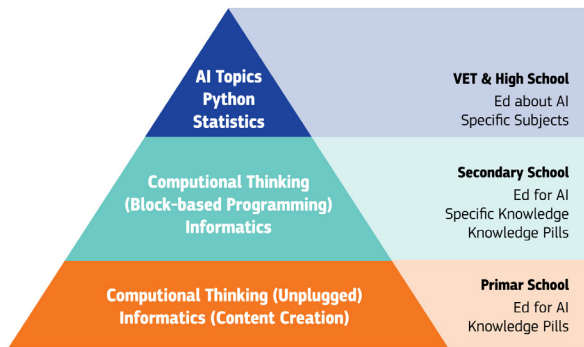 AI Topics
Python
Statistics
VET & High School
Ed about AI
Specific Subjects
Computional Thinking
(Block-based Programming)
Informatics
Secondary School
Ed for AI
Specific Knowledge
Knowledge Pills
Computional Thinking (Unplugged)
Informatics (Content Creation)
Primar School
Ed for AI
Knowledge Pills